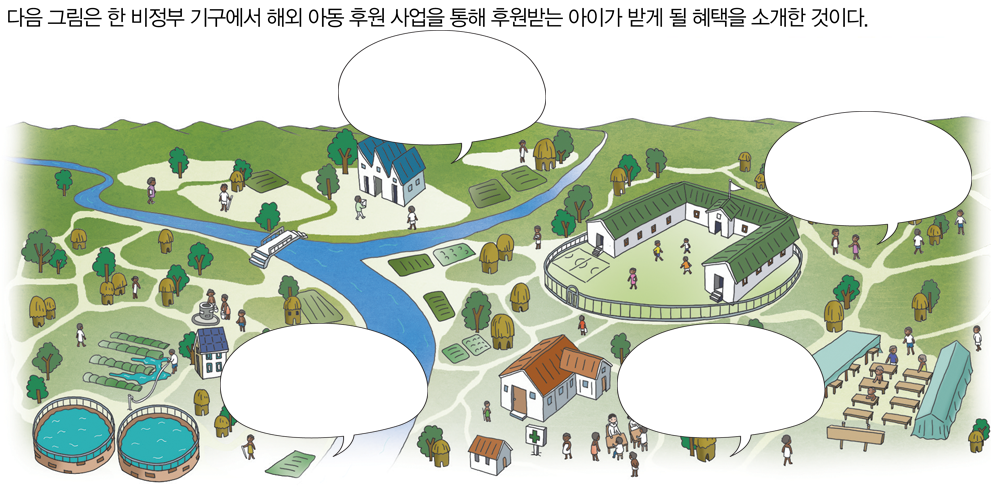 다음 그림은 한 비정부 기구에서 해외 아동 후원 사업을 통해 후원받는 아이가 받게 될 혜택을 소개한 것이다.